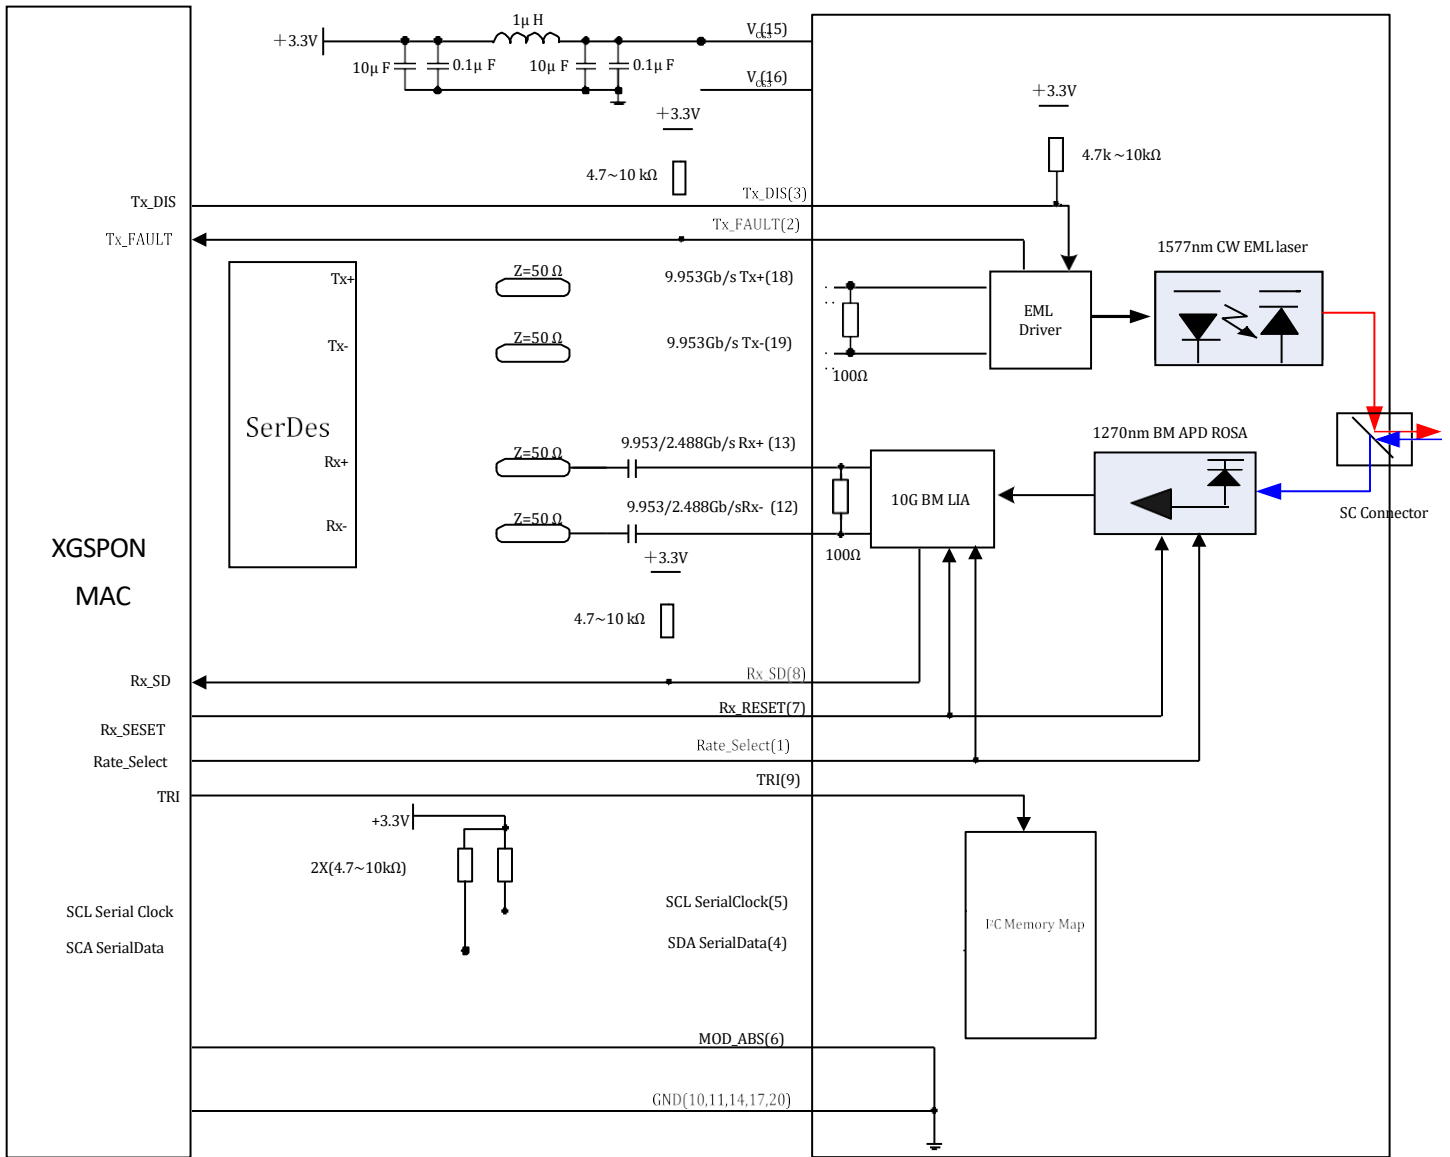 1μ H
+3.3V
10μ F
0.1μ F
10μ F
0.1μ F
V (15)
V (16)
+3.3V
+3.3V
4.7~10 kΩ
4.7k ~10kΩ
Tx_DIS
Tx_DIS(3)
Tx_FAULT
Tx_FAULT(2)
1577nm CW EML laser
Tx+
Z=50 Ω
9.953Gb/s Tx+(18)
EML
Driver
Tx-
Z=50 Ω
9.953Gb/s Tx-(19)
100Ω
SerDes
1270nm BM APD ROSA
Rx+
Z=50 Ω
9.953/2.488Gb/s Rx+ (13)
10G BM LIA
Rx-
Z=50 Ω
9.953/2.488Gb/sRx- (12)
SC Connector
100Ω
XGSPON
MAC
+3.3V
4.7~10 kΩ
Rx_SD
Rx_SD(8)
Rx_SESET
Rx_RESET(7)
Rate_Select
Rate_Select(1)
TRI
TRI(9)
+3.3V
2X(4.7~10kΩ)
SCL Serial Clock
SCL SerialClock(5)
I²C Memory Map
SCA SerialData
SDA SerialData(4)
MOD_ABS(6)
GND(10,11,14,17,20)